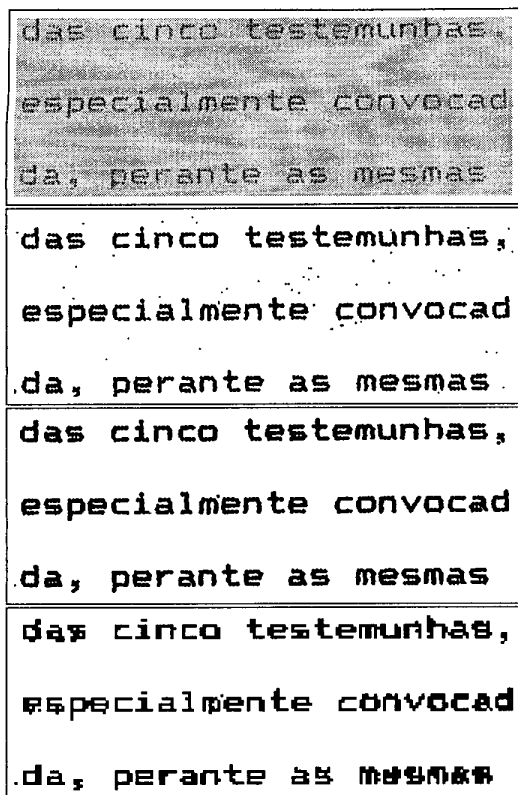 das cinco testemunhas,
especialmente convocad
da, perante as mesmas
das cinco testemunhas,
especialmente convocad
da, perante as mesmas
das cinco testemunhas,
especialmente convocad
da, perante as mesmas
das cinco testemunhas,
especialmente convocad
da, perante as mesmas